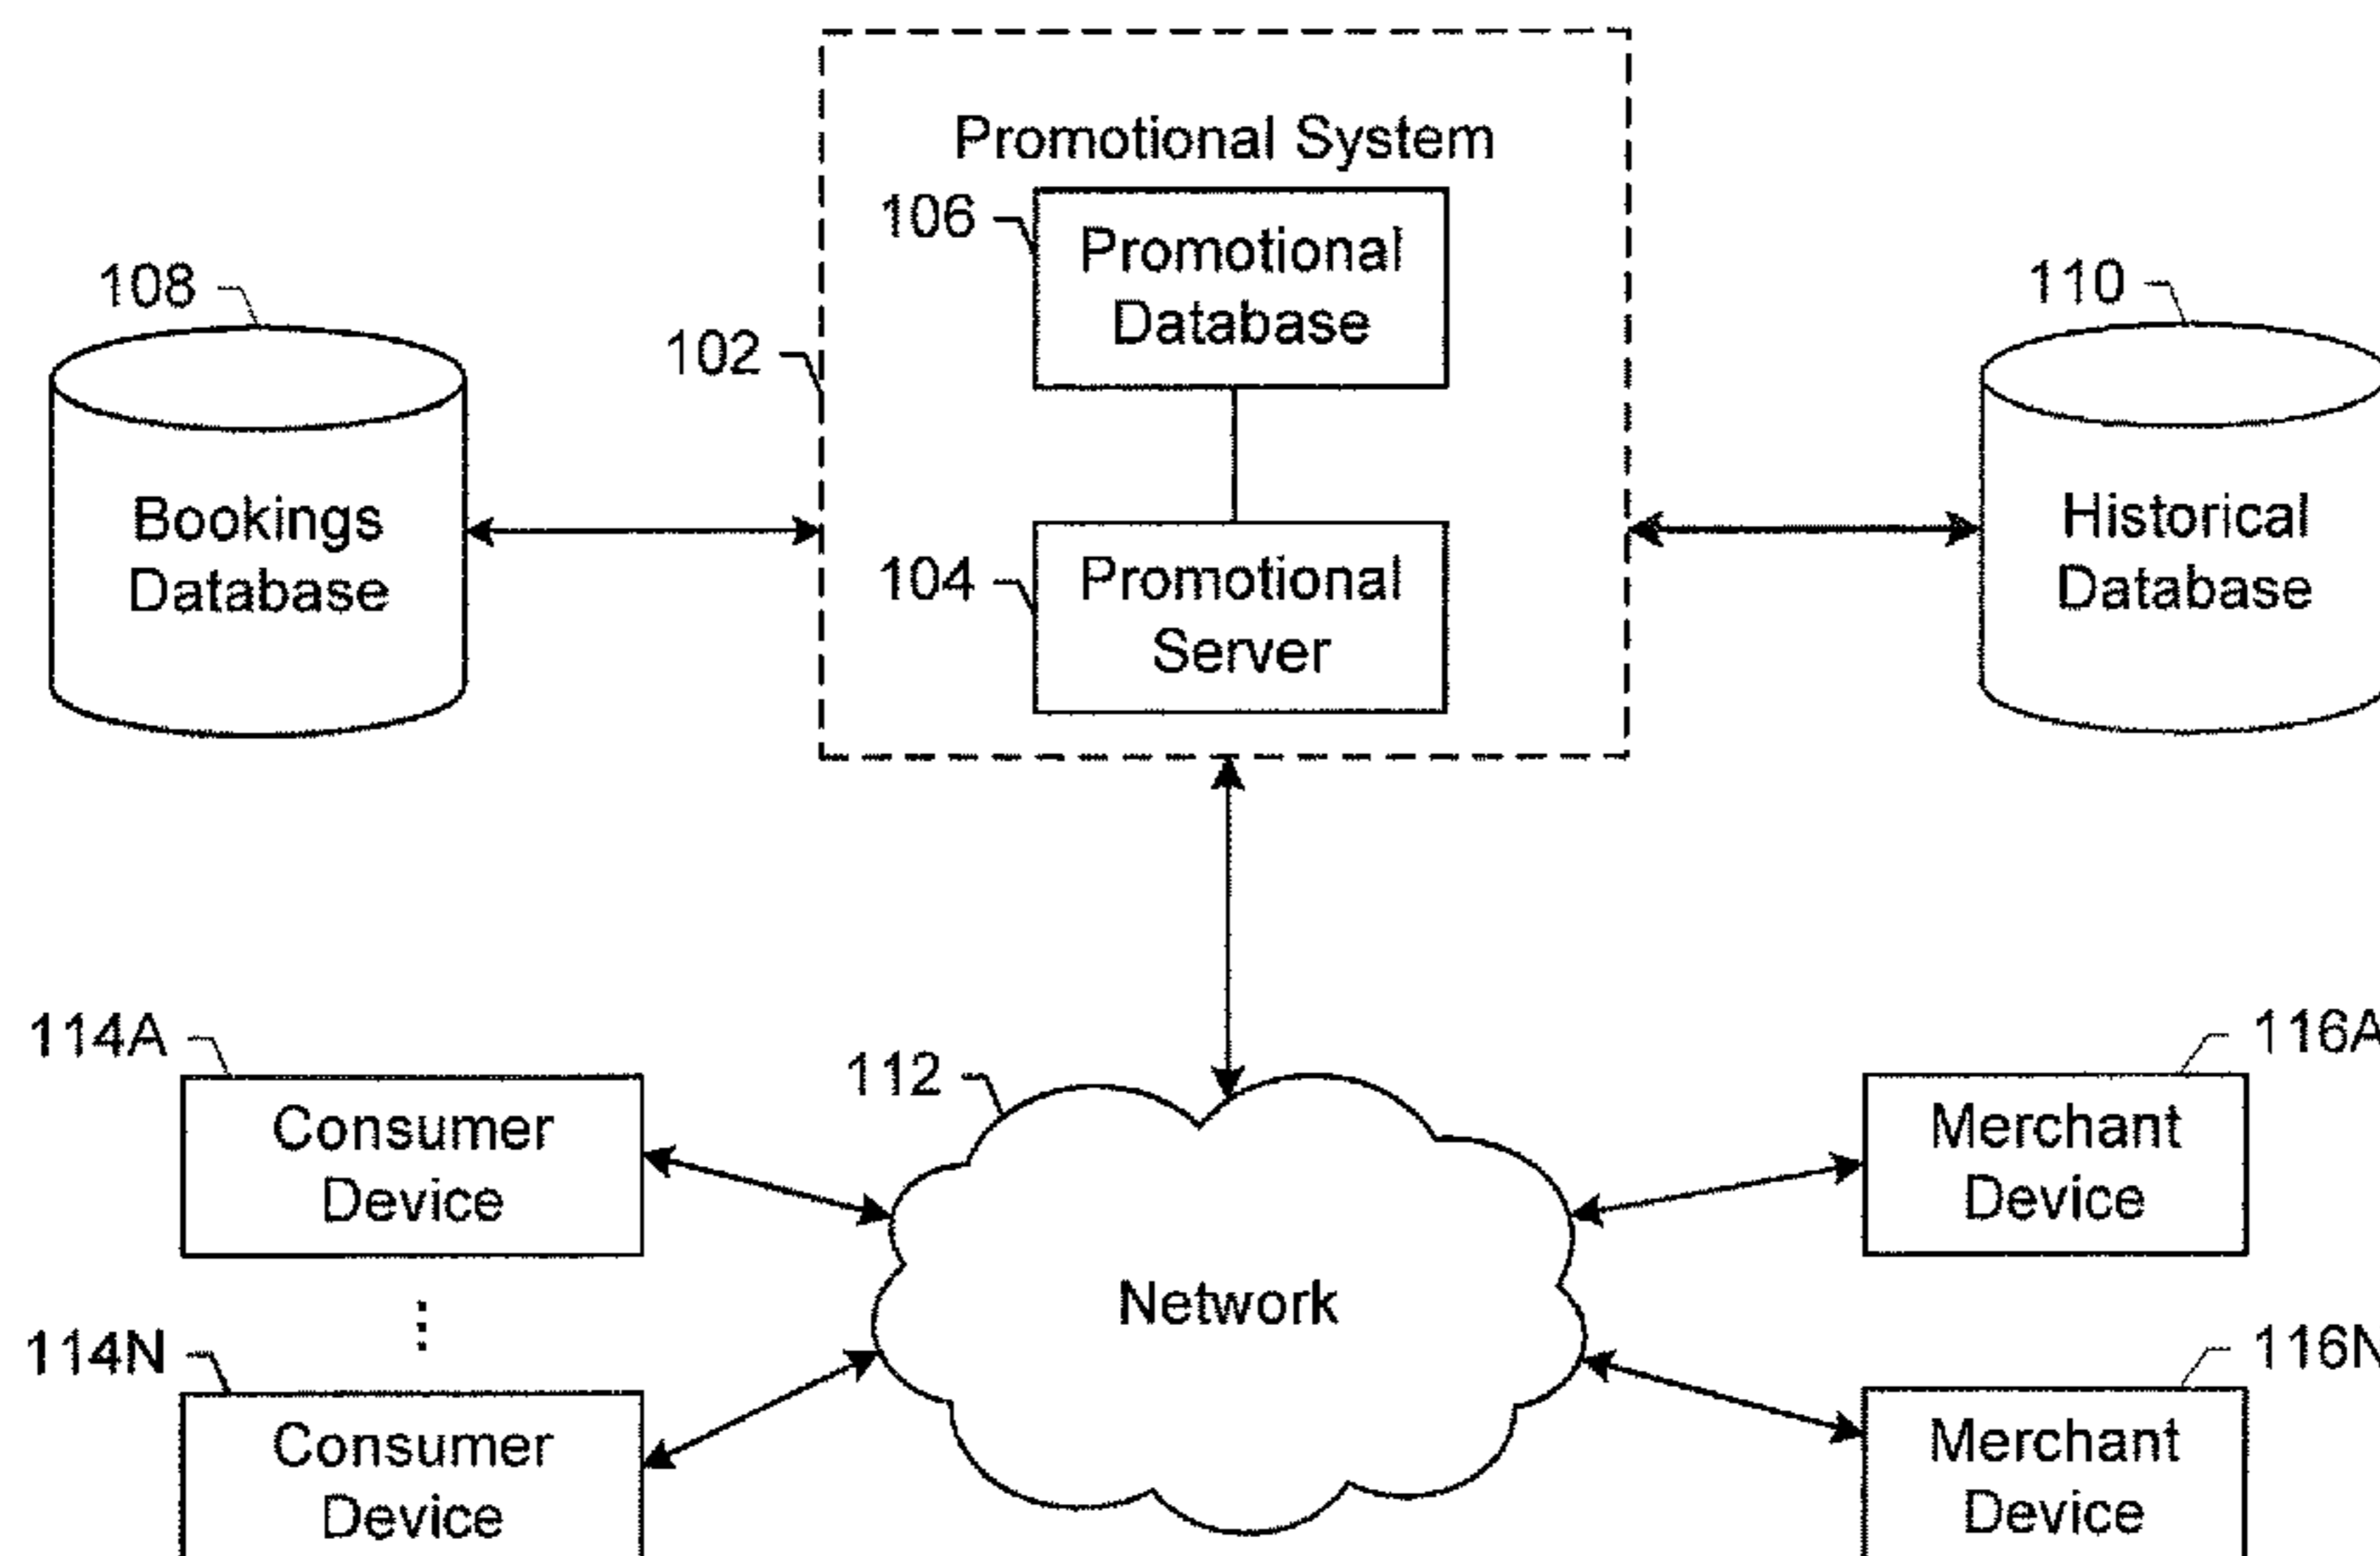 Promotional System
106
Promotional
Database
108
110
102
Bookings
Database
Historical
Database
104
Promotional
Server
114A
112
116A
Consumer
Device
Merchant
Device
Network
⋮
114N
116N
Consumer
Device
Merchant
Device